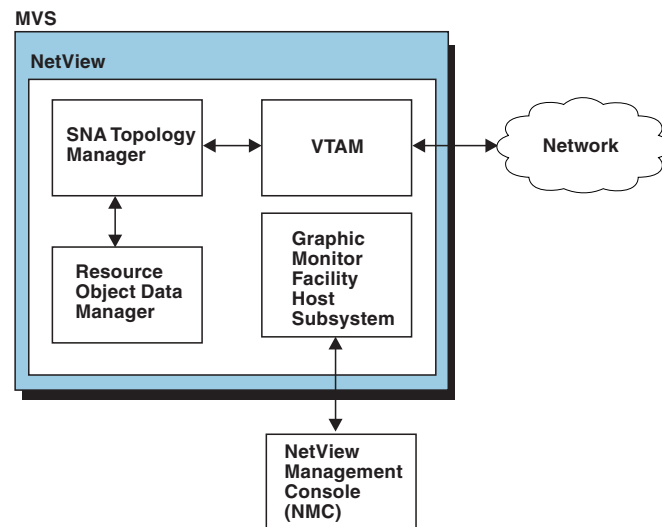 MVS
NetView
SNA Topology
Manager
VTAM
Network
Resource
Object Data
Manager
Graphic
Monitor
Facility
Host
Subsystem
NetView
Management
Console
(NMC)